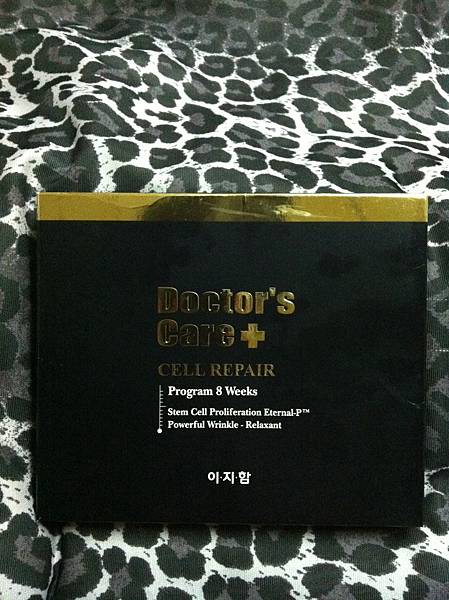 Doctor's
Care +
CELL REPAIR
Program 8 Weeks
Stem Cell Proliferation Eternal-P™
Powerful Wrinkle - Relaxant
이·지·함